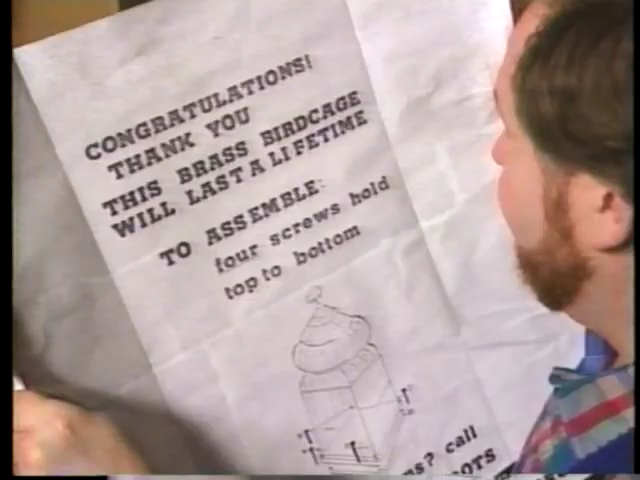 CONGRATULATIONS!
THANK YOU
THIS BRASS BIRDCAGE
WILL LAST A LIFETIME
TO ASSEMBLE:
four screws hold
top to bottom
? call